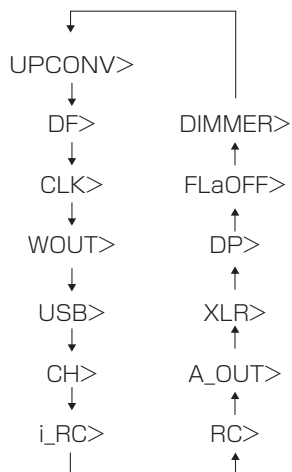 UPCONV>
DF>
CLK>
WOUT>
USB>
CH>
i_RC>
RC>
A_OUT>
XLR>
DP>
FLaOFF>
DIMMER>